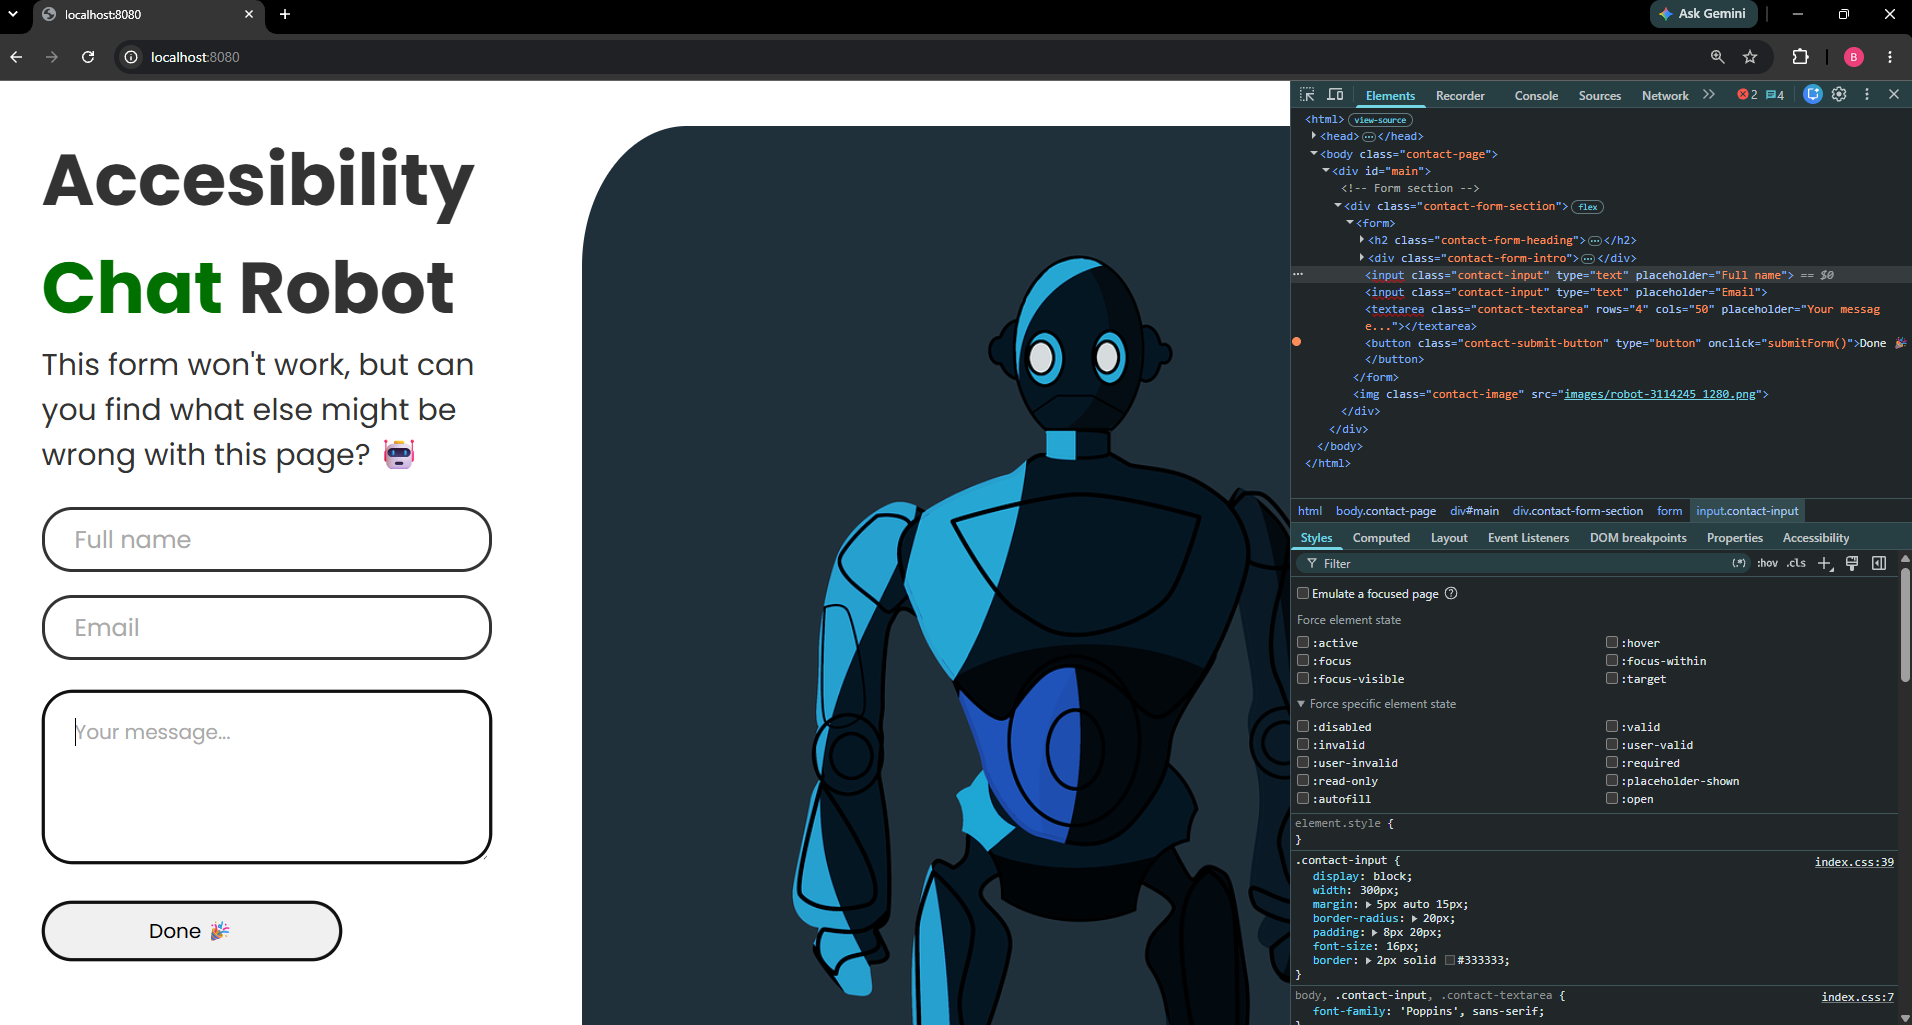 localhost:8080
Ask Gemini
localhost:8080
B
Accesibility
Chat Robot
This form won't work, but can
you find what else might be
wrong with this page? 🤖
Full name
Email
Your message...
Done 🎉
Elements Recorder Console Sources Network 2 4
<html> view-source
<head> ... </head>
<body class="contact-page">
<div id="main">
<!-- Form section -->
<div class="contact-form-section"> flex
<form>
<h2 class="contact-form-heading"> ... </h2>
<div class="contact-form-intro"> ... </div>
... <input class="contact-input" type="text" placeholder="Full name"> == $0
<input class="contact-input" type="text" placeholder="Email">
<textarea class="contact-textarea" rows="4" cols="50" placeholder="Your messag
e..."></textarea>
<button class="contact-submit-button" type="button" onclick="submitForm()">Done 🎉
</button>
</form>
<img class="contact-image" src="images/robot-3114245_1280.png">
</div>
</div>
</body>
</html>
html body.contact-page div#main div.contact-form-section form input.contact-input
Styles Computed Layout Event Listeners DOM breakpoints Properties Accessibility
Filter (.*) :hov .cls
Emulate a focused page ?
Force element state
:active :hover
:focus :focus-within
:focus-visible :target
Force specific element state
:disabled :valid
:invalid :user-valid
:user-invalid :required
:read-only :placeholder-shown
:autofill :open
element.style {
}
.contact-input { index.css:39
display: block;
width: 300px;
margin: 5px auto 15px;
border-radius: 20px;
padding: 8px 20px;
font-size: 16px;
border: 2px solid #333333;
}
body, .contact-input, .contact-textarea { index.css:7
font-family: 'Poppins', sans-serif;
}